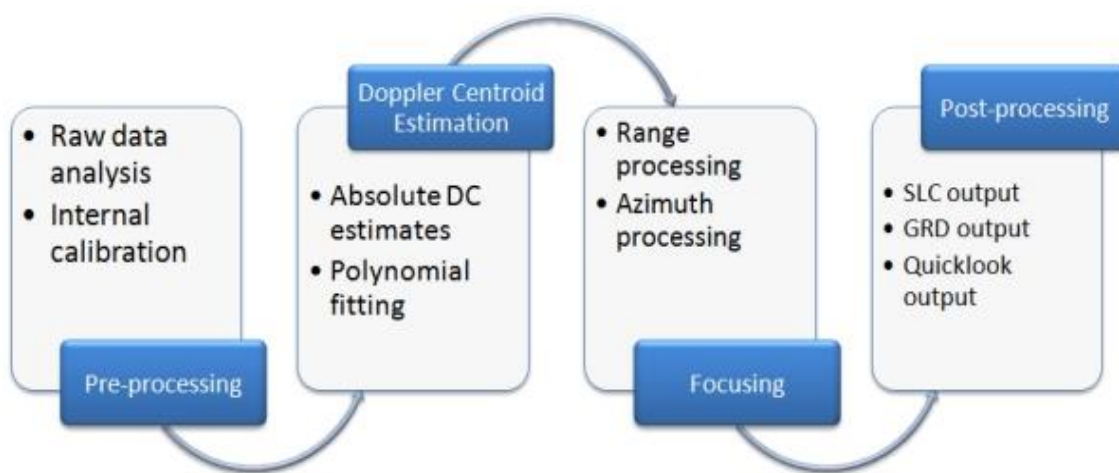 • Raw data
analysis
• Internal
calibration
Pre-processing
Doppler Centroid
Estimation
• Absolute DC
estimates
• Polynomial
fitting
• Range
processing
• Azimuth
processing
Focusing
Post-processing
• SLC output
• GRD output
• Quicklook
output